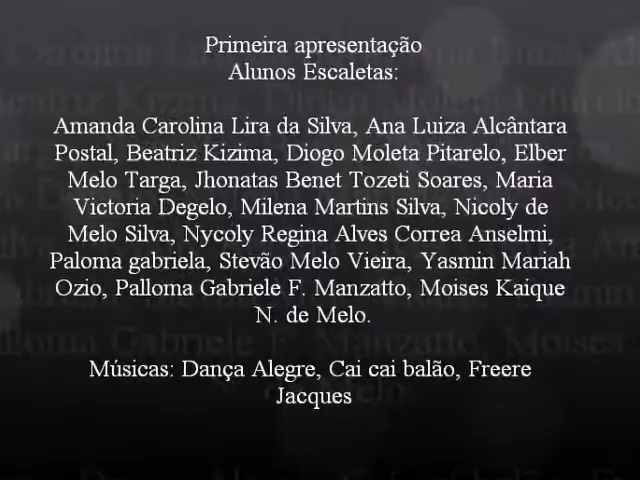 Primeira apresentação
Alunos Escaletas:
Amanda Carolina Lira da Silva, Ana Luiza Alcântara
Postal, Beatriz Kizima, Diogo Moleta Pitarelo, Elber
Melo Targa, Jhonatas Benet Tozeti Soares, Maria
Victoria Degelo, Milena Martins Silva, Nicoly de
Melo Silva, Nycoly Regina Alves Correa Anselmi,
Paloma gabriela, Stevão Melo Vieira, Yasmin Mariah
Ozio, Palloma Gabriele F. Manzatto, Moises Kaique
N. de Melo.
Músicas: Dança Alegre, Cai cai balão, Freere
Jacques